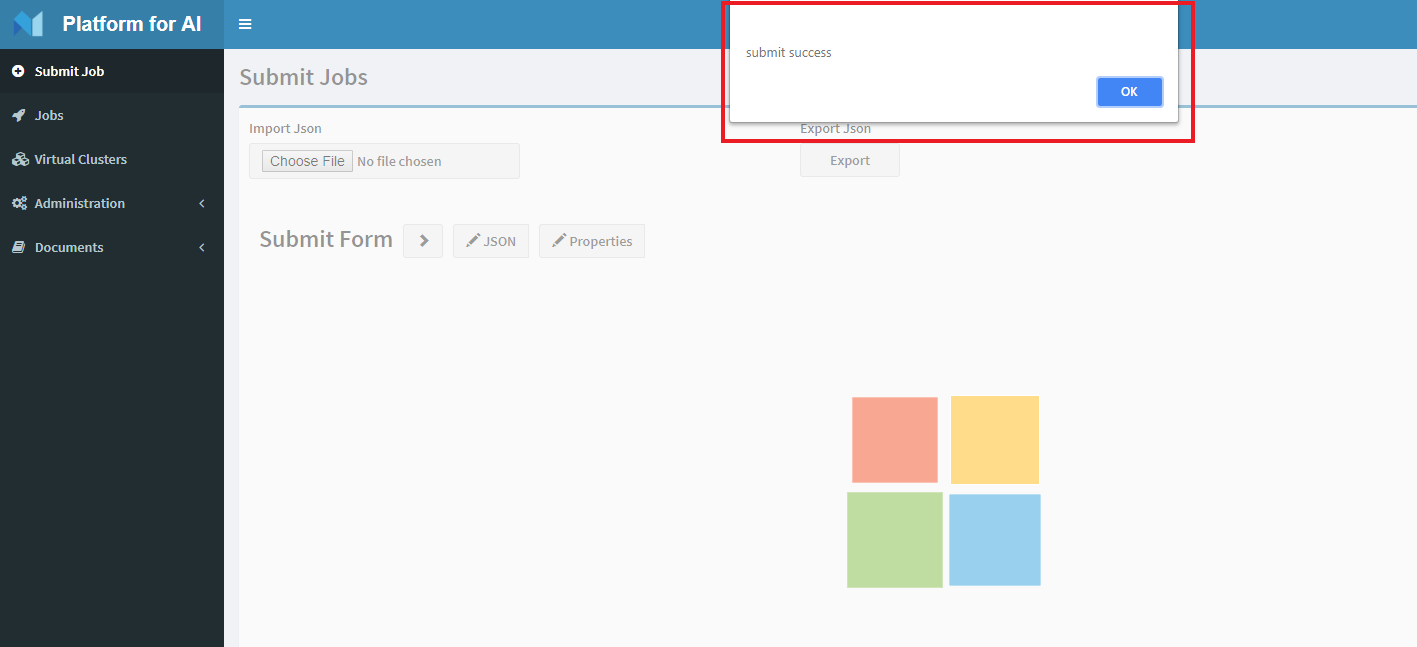 Platform for AI
submit success
OK
Submit Job
Jobs
Virtual Clusters
Administration
Documents
Submit Jobs
Import Json
Choose File No file chosen
Export Json
Export
Submit Form
JSON
Properties